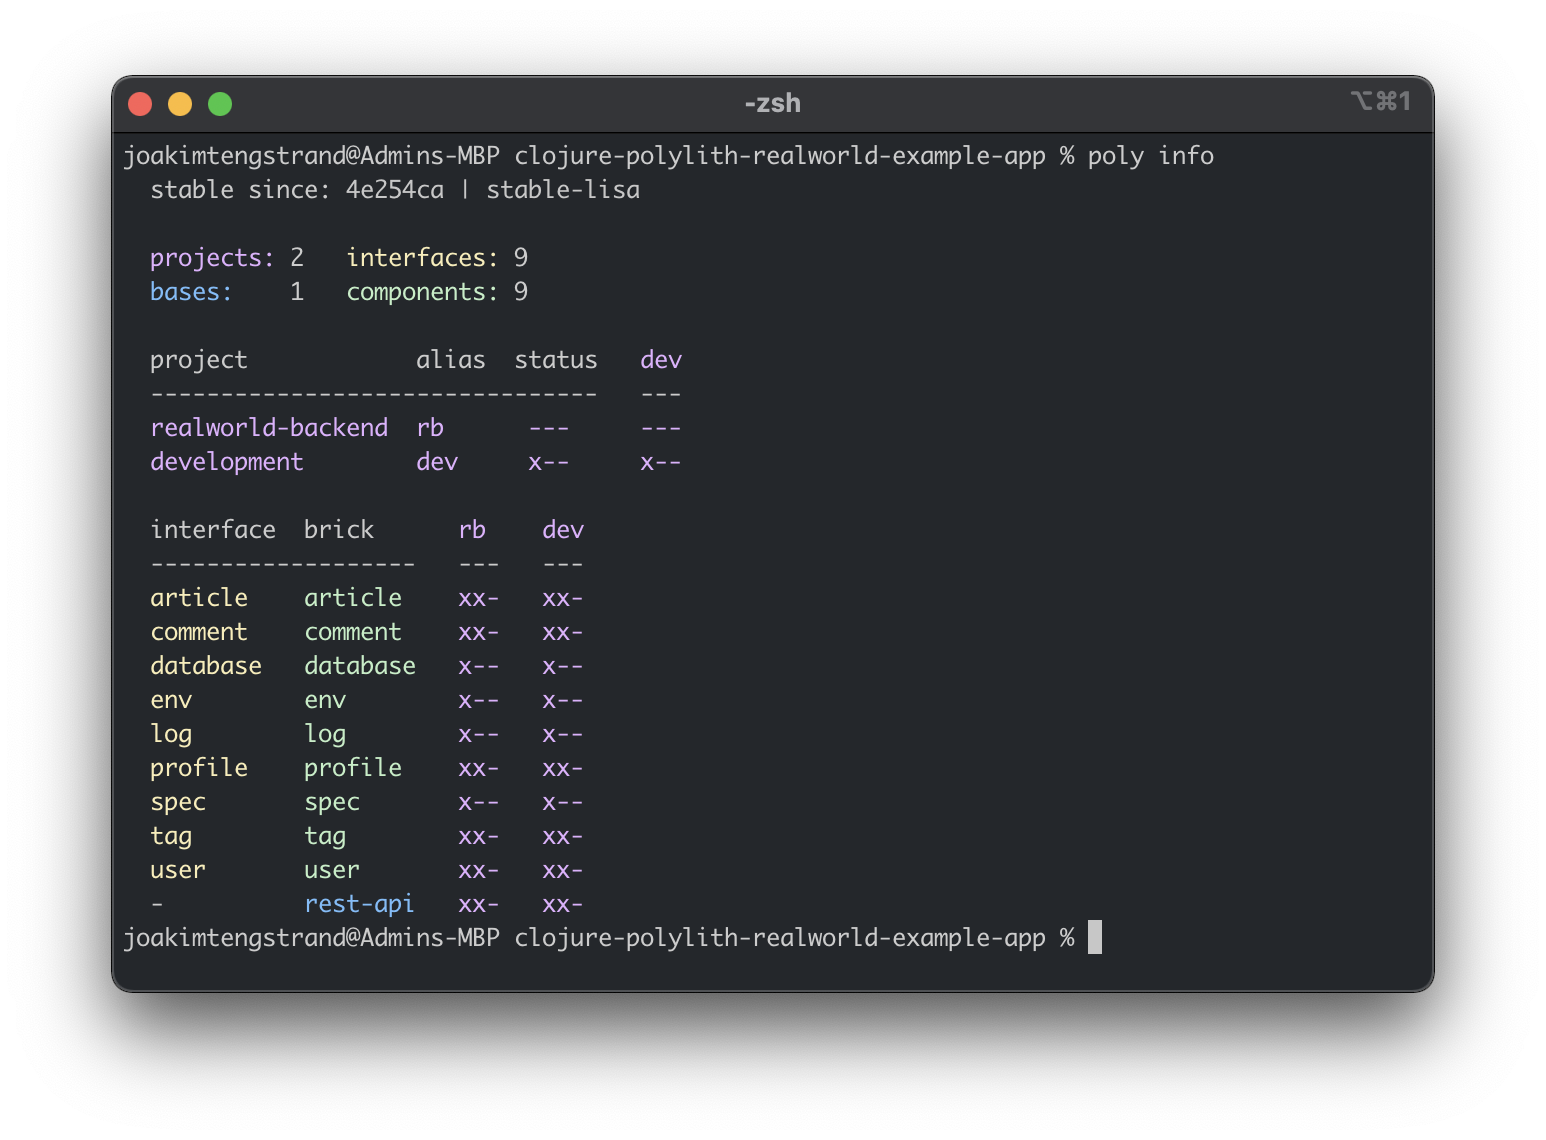 -zsh ⌥⌘1
joakimtengstrand@Admins-MBP clojure-polylith-realworld-example-app % poly info
  stable since: 4e254ca | stable-lisa

  projects: 2   interfaces: 9
  bases:    1   components: 9

  project            alias  status   dev
  --------------------------------   ---
  realworld-backend  rb      ---     ---
  development        dev     x--     x--

  interface  brick      rb    dev
  -------------------   ---   ---
  article    article    xx-   xx-
  comment    comment    xx-   xx-
  database   database   x--   x--
  env        env        x--   x--
  log        log        x--   x--
  profile    profile    xx-   xx-
  spec       spec       x--   x--
  tag        tag        xx-   xx-
  user       user       xx-   xx-
  -          rest-api   xx-   xx-
joakimtengstrand@Admins-MBP clojure-polylith-realworld-example-app %